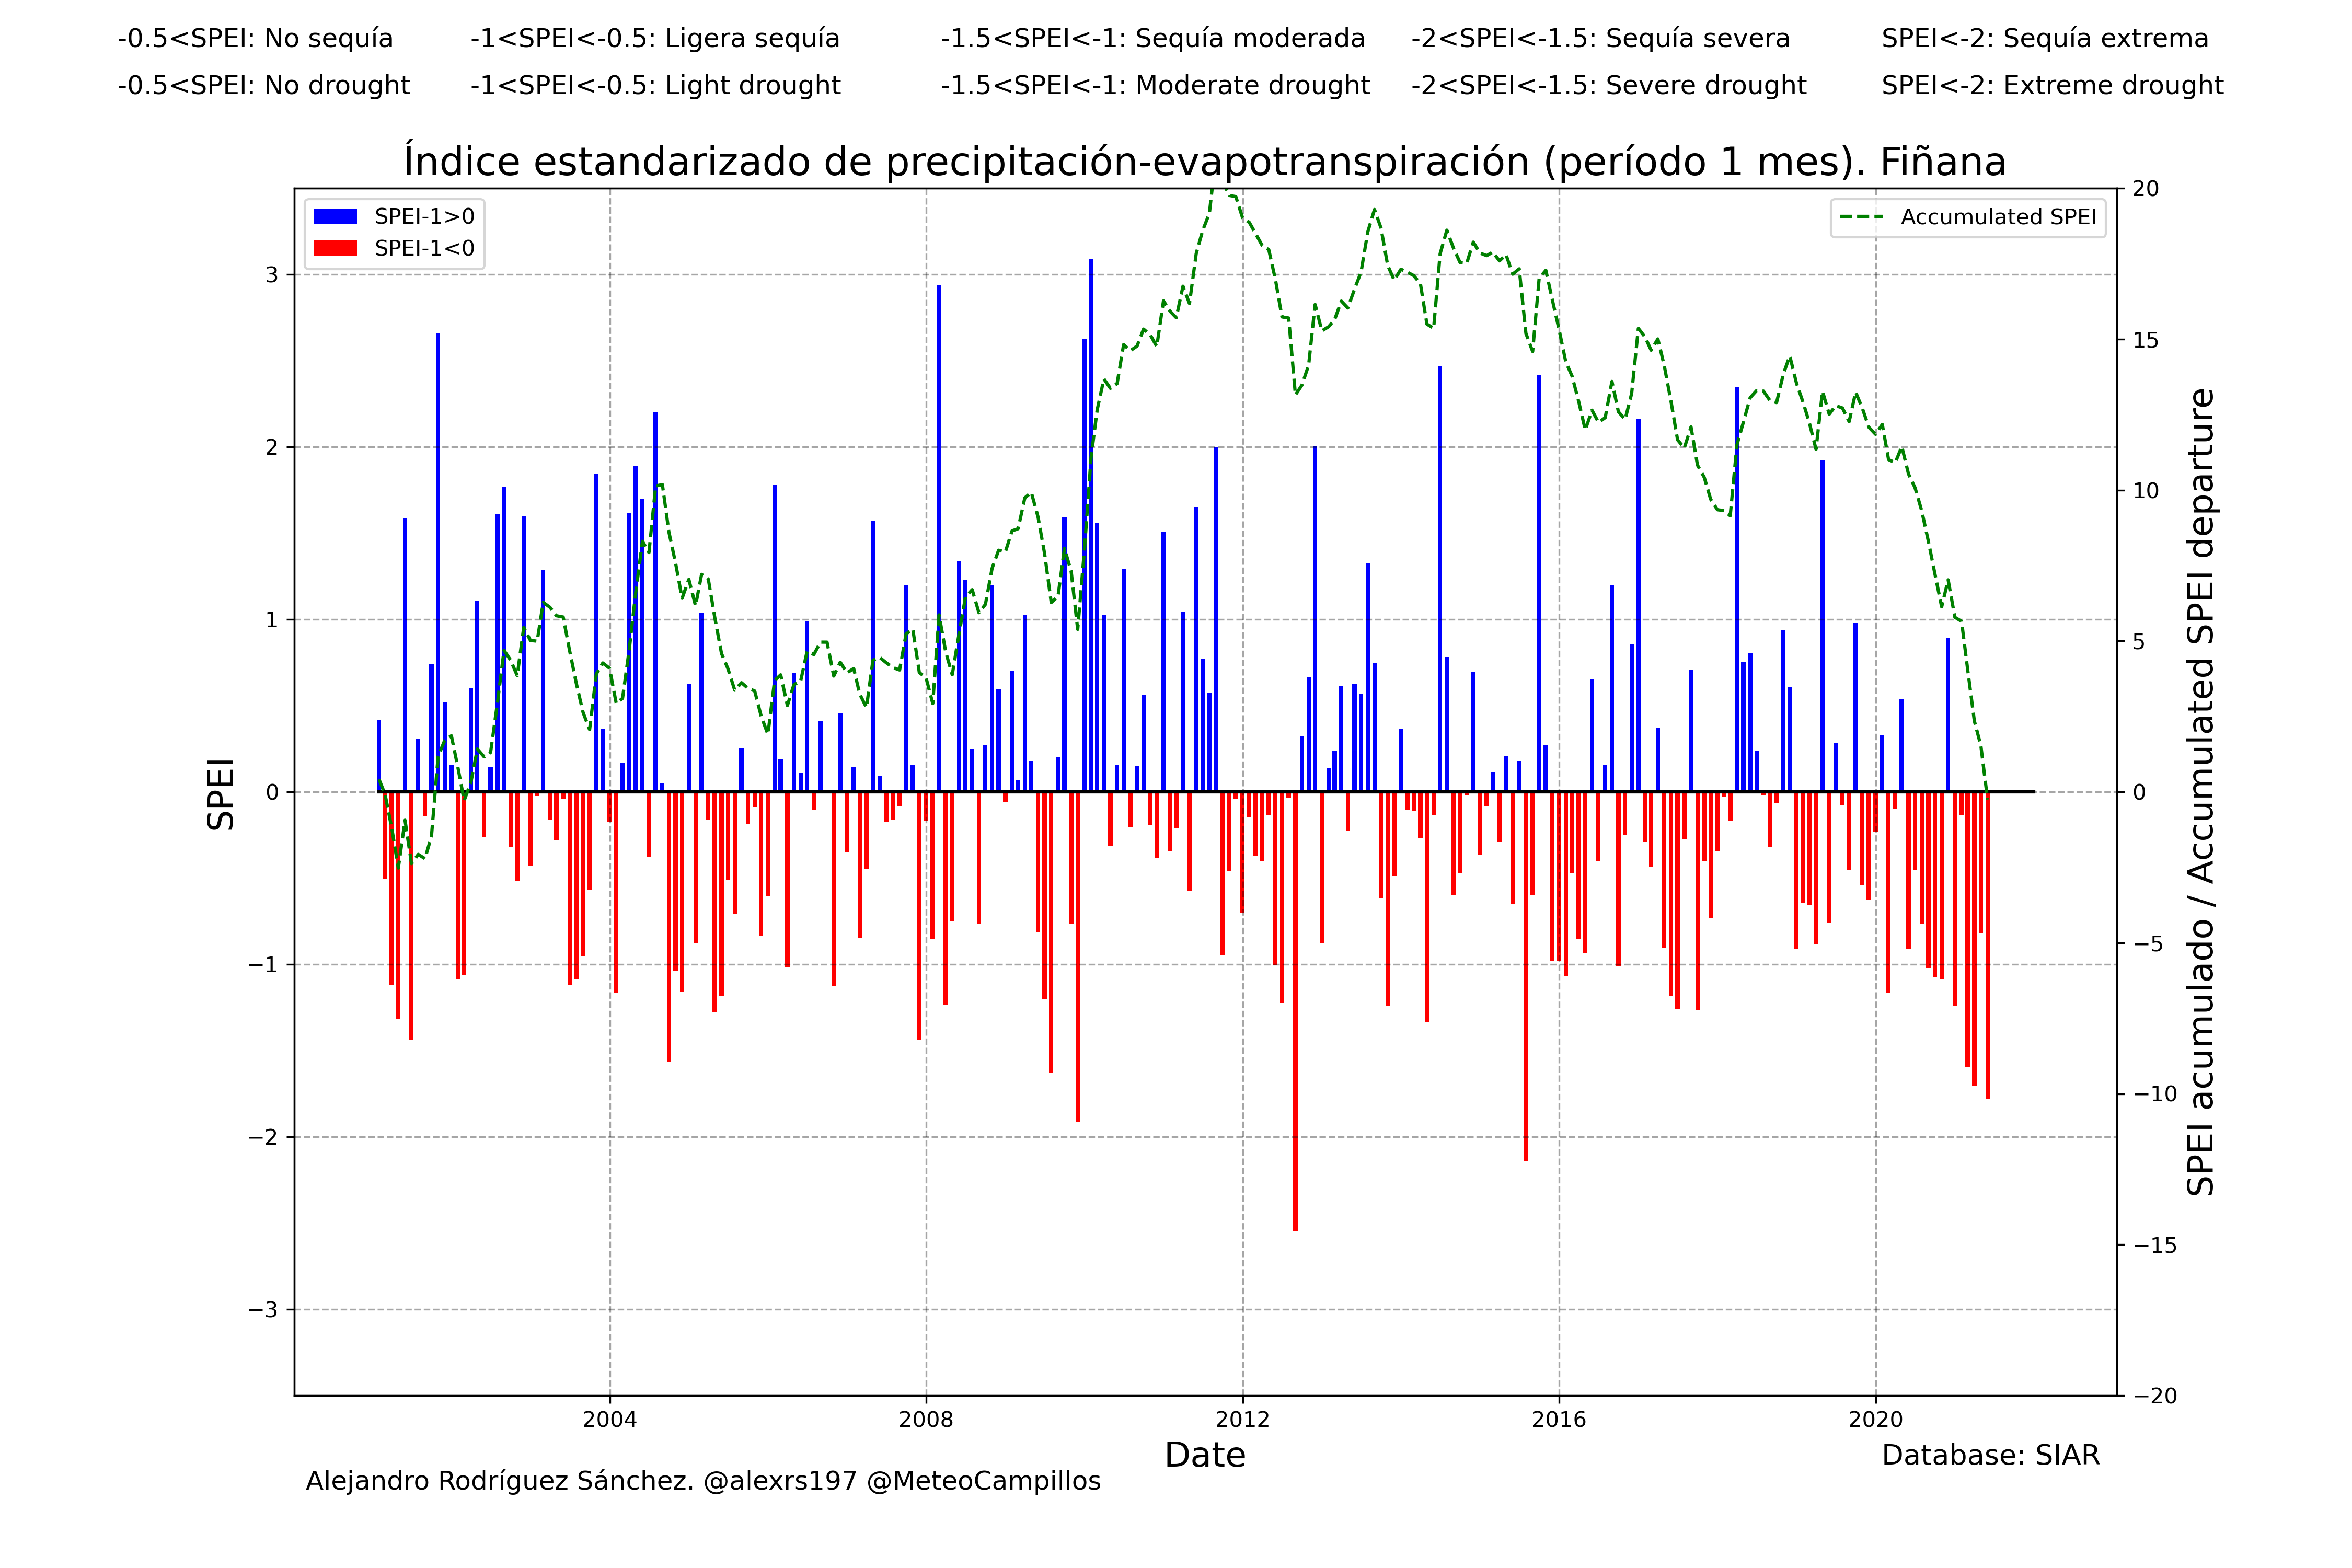 -0.5<SPEI: No sequía -1<SPEI<-0.5: Ligera sequía -1.5<SPEI<-1: Sequía moderada -2<SPEI<-1.5: Sequía severa SPEI<-2: Sequía extrema
-0.5<SPEI: No drought -1<SPEI<-0.5: Light drought -1.5<SPEI<-1: Moderate drought -2<SPEI<-1.5: Severe drought SPEI<-2: Extreme drought
Índice estandarizado de precipitación-evapotranspiración (período 1 mes). Fiñana
SPEI-1>0
SPEI-1<0
Accumulated SPEI
SPEI
3
2
1
0
−1
−2
−3
20
15
10
5
0
−5
−10
−15
−20
SPEI acumulado / Accumulated SPEI departure
2004 2008 2012 2016 2020
Date
Database: SIAR
Alejandro Rodríguez Sánchez. @alexrs197 @MeteoCampillos